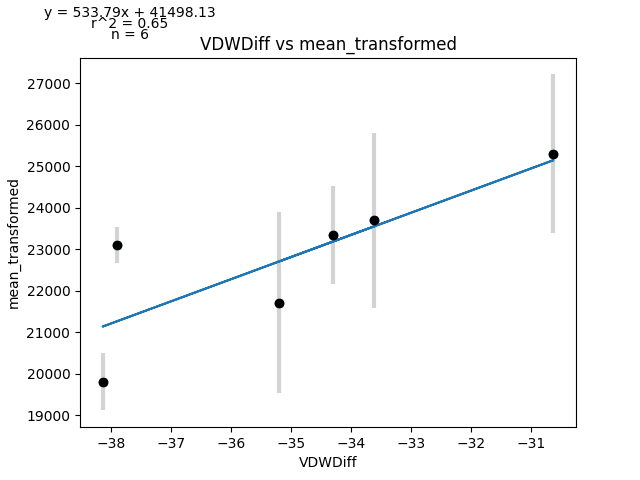 y = 533.79x + 41498.13
r^2 = 0.65
n = 6
VDWDiff vs mean_transformed
27000
26000
25000
24000
23000
22000
21000
20000
19000
mean_transformed
−38 −37 −36 −35 −34 −33 −32 −31
VDWDiff